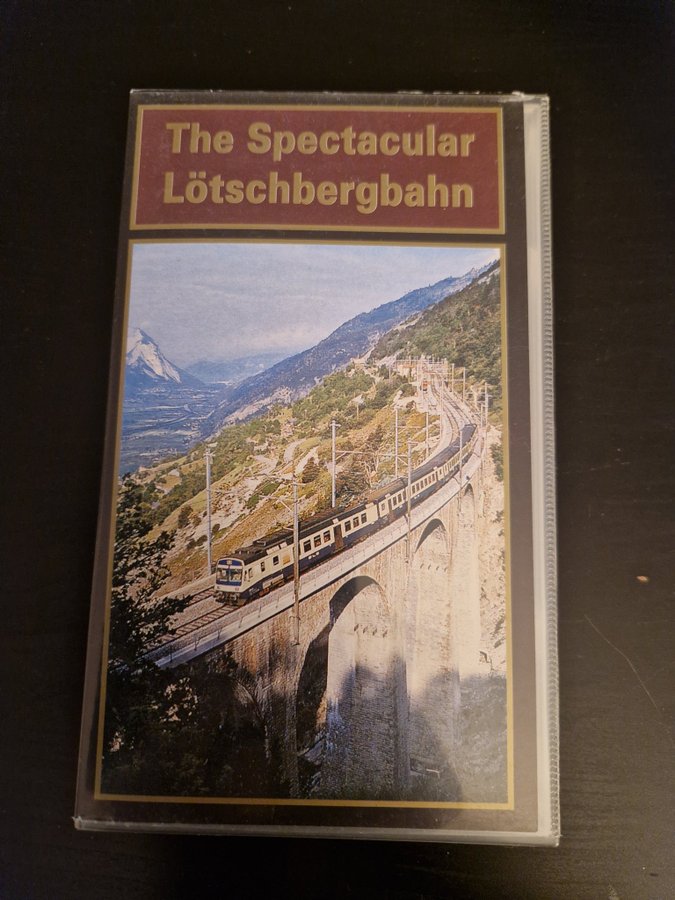 The Spectacular
Lötschbergbahn